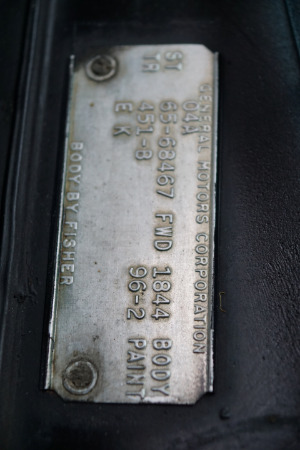 GENERAL MOTORS CORPORATION
04A
ST 65-68467 FWD 1844 BODY
TR 451-B 96-2 PAINT
E K
BODY BY FISHER